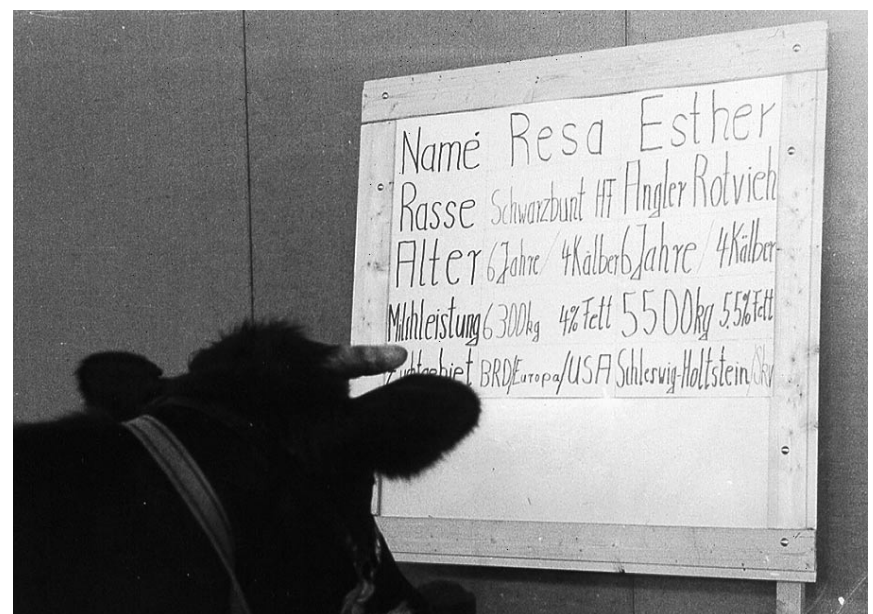 Name Resa Esther
Rasse Schwarzbunt HF Angler Rotvieh
Alter 6 Jahre / 4 Kälber 6 Jahre / 4 Kälber
Milchleistung 6300kg 4% Fett 5500kg 5,5% Fett
Zuchtgebiet BRD/Europa/USA Schleswig-Holtstein/